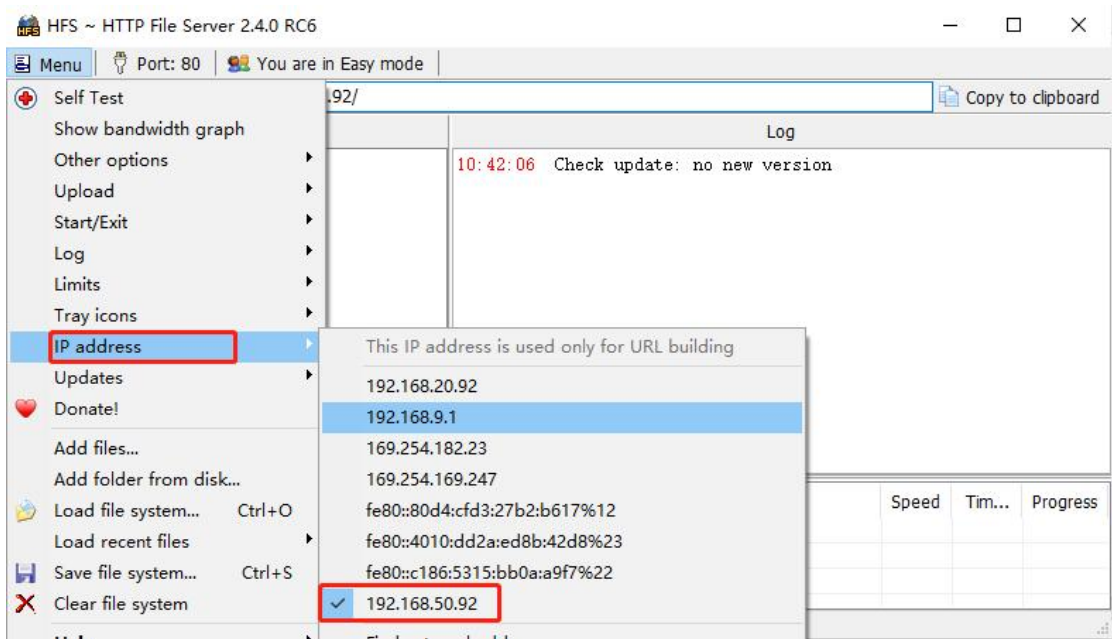 HFS ~ HTTP File Server 2.4.0 RC6
Menu Port: 80 You are in Easy mode
Self Test
.92/
Copy to clipboard
Show bandwidth graph
Log
Other options
10:42:06 Check update: no new version
Upload
Start/Exit
Log
Limits
Tray icons
IP address
Updates
Donate!
Add files...
Add folder from disk...
Load file system... Ctrl+O
Load recent files
Save file system... Ctrl+S
Clear file system
This IP address is used only for URL building
192.168.20.92
192.168.9.1
169.254.182.23
169.254.169.247
fe80::80d4:cfd3:27b2:b617%12
fe80::4010:dd2a:ed8b:42d8%23
fe80::c186:5315:bb0a:a9f7%22
192.168.50.92
Speed Tim... Progress